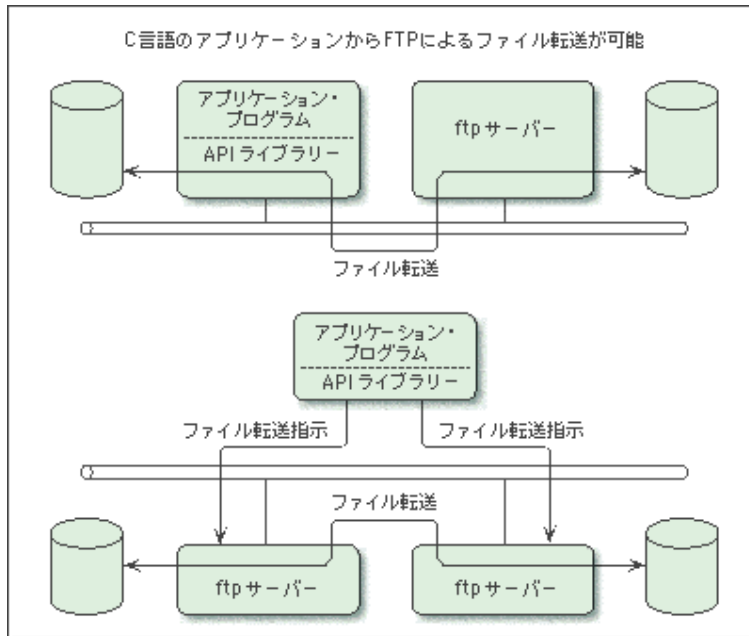 C言語のアプリケーションからFTPによるファイル転送が可能
アプリケーション・
プログラム
APIライブラリー
ftpサーバー
ファイル転送
アプリケーション・
プログラム
APIライブラリー
ファイル転送指示
ファイル転送指示
ファイル転送
ftpサーバー
ftpサーバー